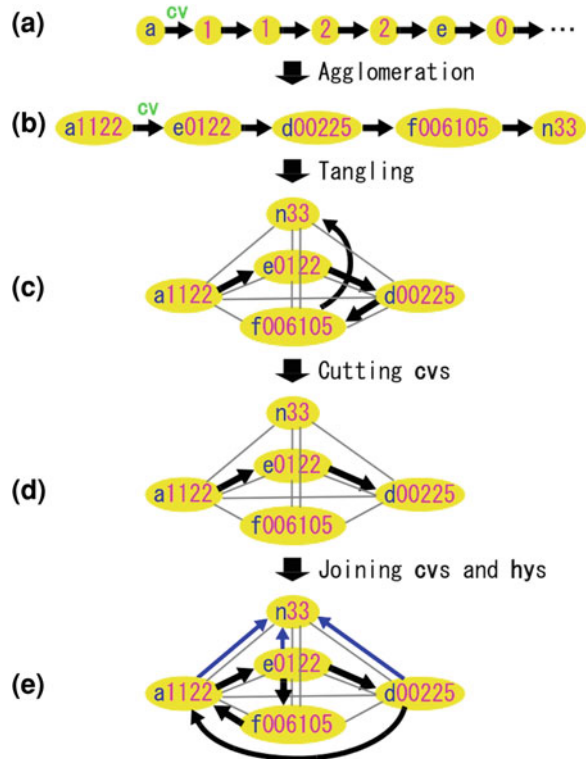 (a) a cv 1 1 2 2 e 0 ...
Agglomeration
(b) a1122 cv e0122 d00225 f006105 n33
Tangling
n33
e0122
(c) a1122 d00225
f006105
Cutting cvs
n33
e0122
(d) a1122 d00225
f006105
Joining cvs and hys
n33
e0122
(e) a1122 d00225
f006105